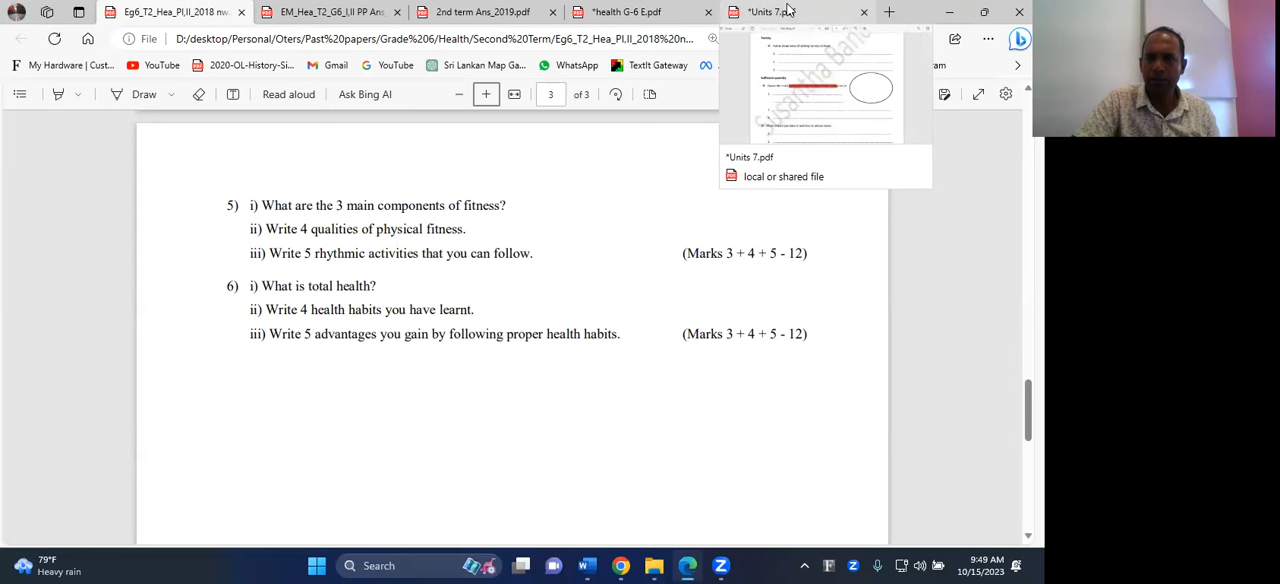 Eg6_T2_Hea_PI,II_2018 nw.
EM_Hea_T2_G6_I,II PP Ans
2nd term Ans_2019.pdf
*health G-6 E.pdf
*Units 7.pdf
File
D:/desktop/Personal/Oters/Past%20papers/Grade%206/Health/Second%20Term/Eg6_T2_Hea_PI,II_2018%20n...
My Hardware | Cust...
YouTube
2020-OL-History-Si...
Gmail
YouTube
Sri Lankan Map Ga...
WhatsApp
TextIt Gateway
Draw
Read aloud
Ask Bing AI
3
of 3
Susantha Band
*Units 7.pdf
local or shared file
5) i) What are the 3 main components of fitness?
ii) Write 4 qualities of physical fitness.
iii) Write 5 rhythmic activities that you can follow. (Marks 3 + 4 + 5 - 12)
6) i) What is total health?
ii) Write 4 health habits you have learnt.
iii) Write 5 advantages you gain by following proper health habits. (Marks 3 + 4 + 5 - 12)
79°F
Heavy rain
Search
9:49 AM
10/15/2023